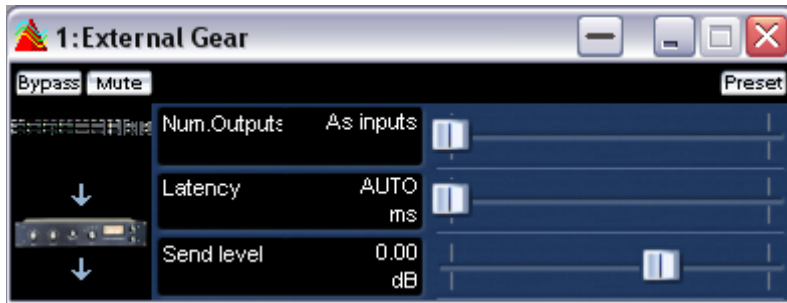 1:External Gear
Bypass Mute Preset
Num.Outputs As inputs
Latency AUTO
ms
Send level 0.00
dB